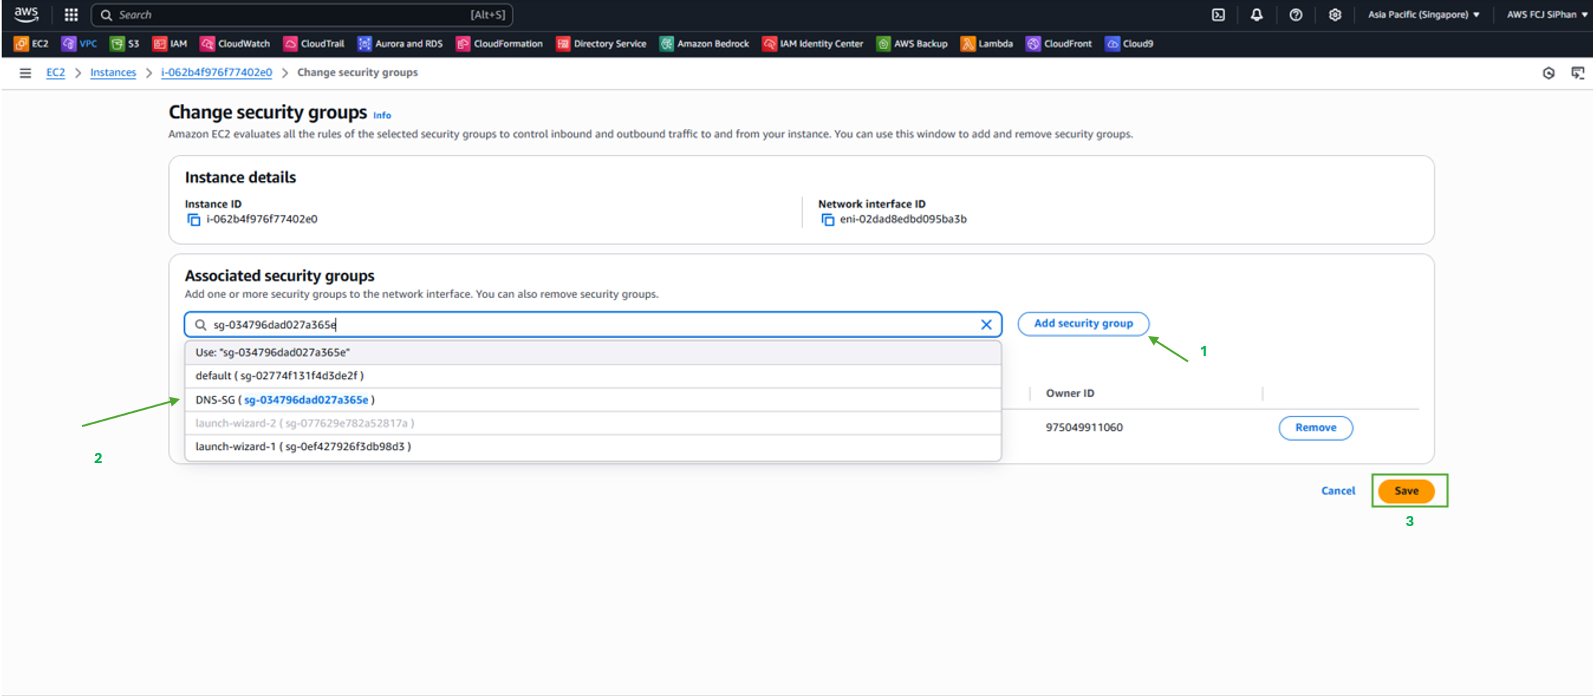 aws Search [Alt+S] Asia Pacific (Singapore) ▼ AWS FCJ SiPhan ▼
EC2 VPC S3 IAM CloudWatch CloudTrail Aurora and RDS CloudFormation Directory Service Amazon Bedrock IAM Identity Center AWS Backup Lambda CloudFront Cloud9
EC2 > Instances > i-062b4f976f77402e0 > Change security groups
Change security groups Info
Amazon EC2 evaluates all the rules of the selected security groups to control inbound and outbound traffic to and from your instance. You can use this window to add and remove security groups.
Instance details
Instance ID Network interface ID
i-062b4f976f77402e0 eni-02dad8edbd095ba3b
Associated security groups
Add one or more security groups to the network interface. You can also remove security groups.
sg-034796dad027a365e Add security group
1
Use: "sg-034796dad027a365e"
default ( sg-02774f131f4d3de2f )
Owner ID
DNS-SG ( sg-034796dad027a365e )
launch-wizard-2 ( sg-077629e782a52817a )
975049911060 Remove
launch-wizard-1 ( sg-0ef427926f3db98d3 )
2
Cancel Save
3